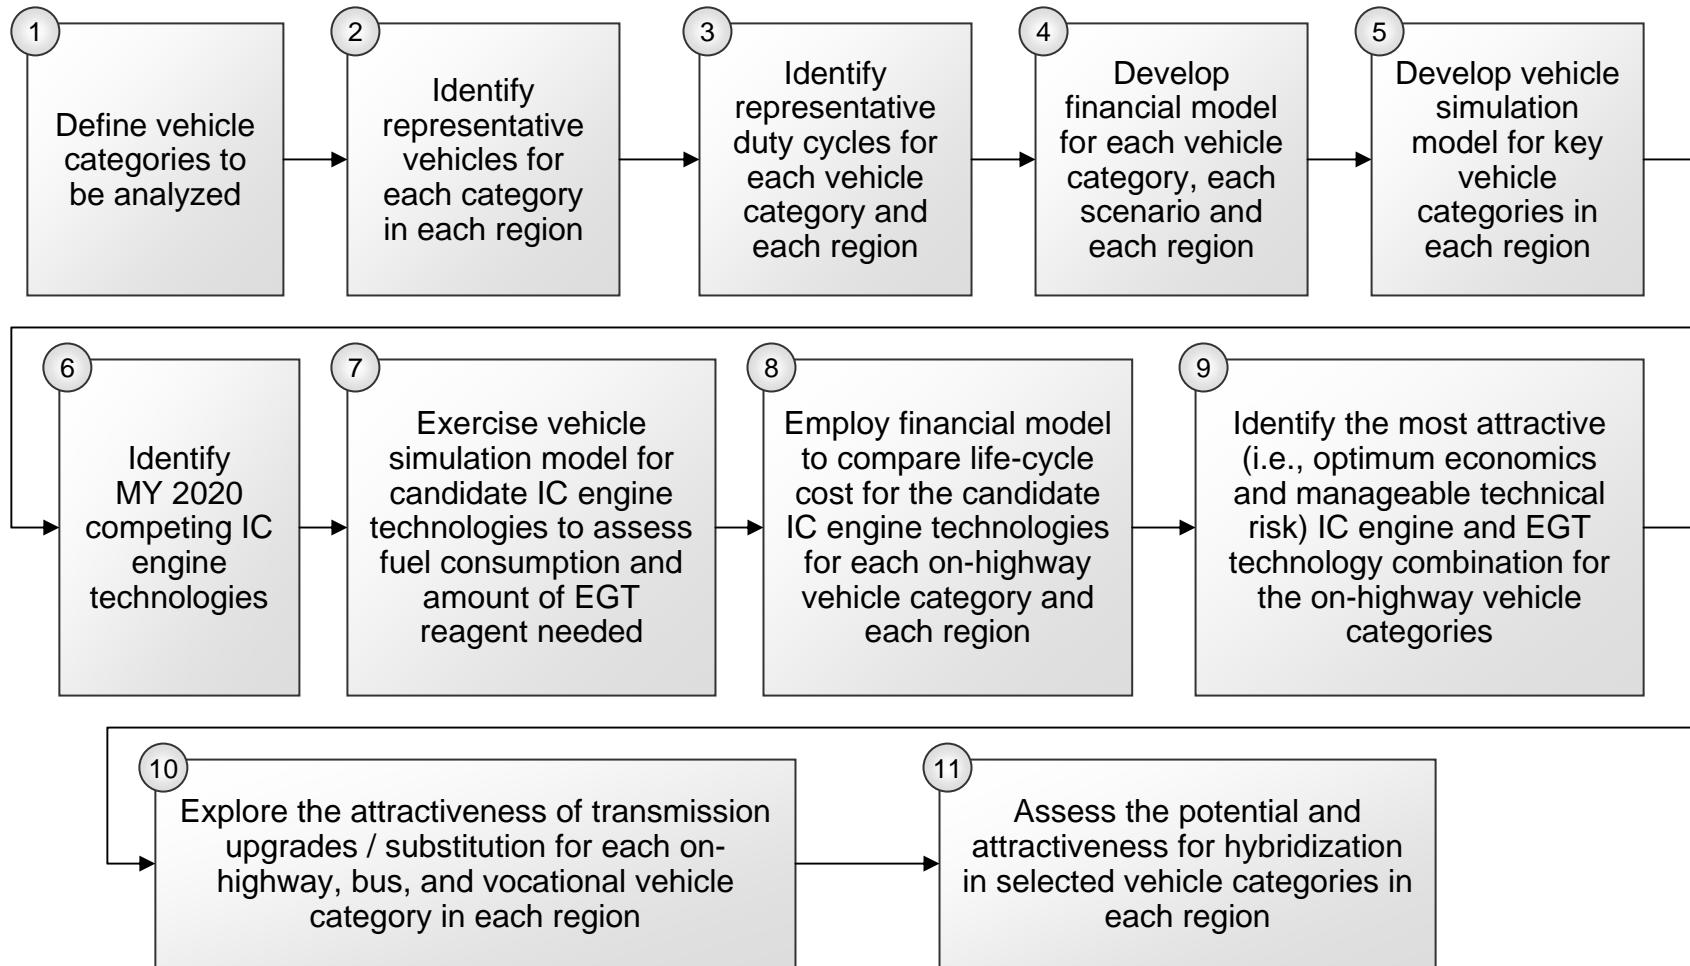 1
Define vehicle
categories to
be analyzed
2
Identify
representative
vehicles for
each category
in each region
3
Identify
representative
duty cycles for
each vehicle
category and
each region
4
Develop
financial model
for each vehicle
category, each
scenario and
each region
5
Develop vehicle
simulation
model for key
vehicle
categories in
each region
6
Identify
MY 2020
competing IC
engine
technologies
7
Exercise vehicle
simulation model for
candidate IC engine
technologies to assess
fuel consumption and
amount of EGT
reagent needed
8
Employ financial model
to compare life-cycle
cost for the candidate
IC engine technologies
for each on-highway
vehicle category and
each region
9
Identify the most attractive
(i.e., optimum economics
and manageable technical
risk) IC engine and EGT
technology combination for
the on-highway vehicle
categories
10
Explore the attractiveness of transmission
upgrades / substitution for each on-
highway, bus, and vocational vehicle
category in each region
11
Assess the potential and
attractiveness for hybridization
in selected vehicle categories in
each region